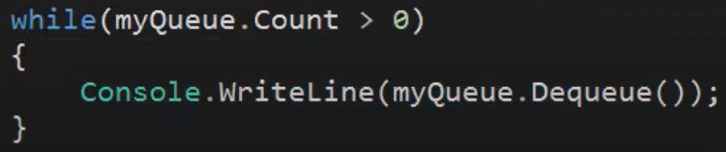 while(myQueue.Count > 0)
{
    Console.WriteLine(myQueue.Dequeue());
}